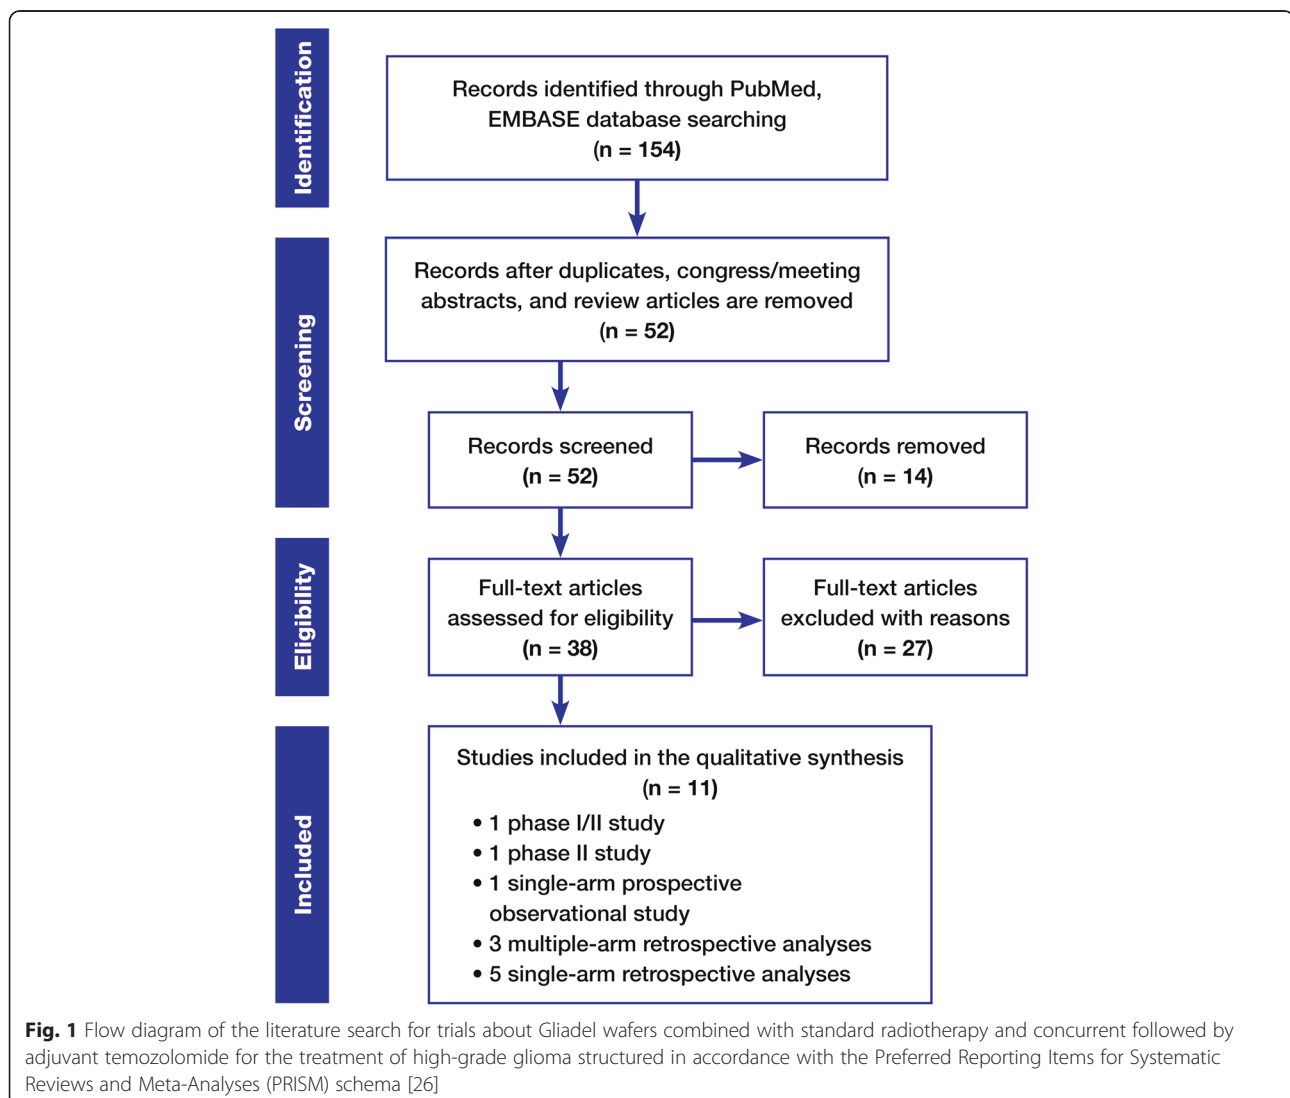 Identification
Records identified through PubMed,
EMBASE database searching
(n = 154)
Screening
Records after duplicates, congress/meeting
abstracts, and review articles are removed
(n = 52)
Records screened
(n = 52)
Records removed
(n = 14)
Eligibility
Full-text articles
assessed for eligibility
(n = 38)
Full-text articles
excluded with reasons
(n = 27)
Included
Studies included in the qualitative synthesis
(n = 11)
• 1 phase I/II study
• 1 phase II study
• 1 single-arm prospective
observational study
• 3 multiple-arm retrospective analyses
• 5 single-arm retrospective analyses
Fig. 1 Flow diagram of the literature search for trials about Gliadel wafers combined with standard radiotherapy and concurrent followed by
adjuvant temozolomide for the treatment of high-grade glioma structured in accordance with the Preferred Reporting Items for Systematic
Reviews and Meta-Analyses (PRISM) schema [26]